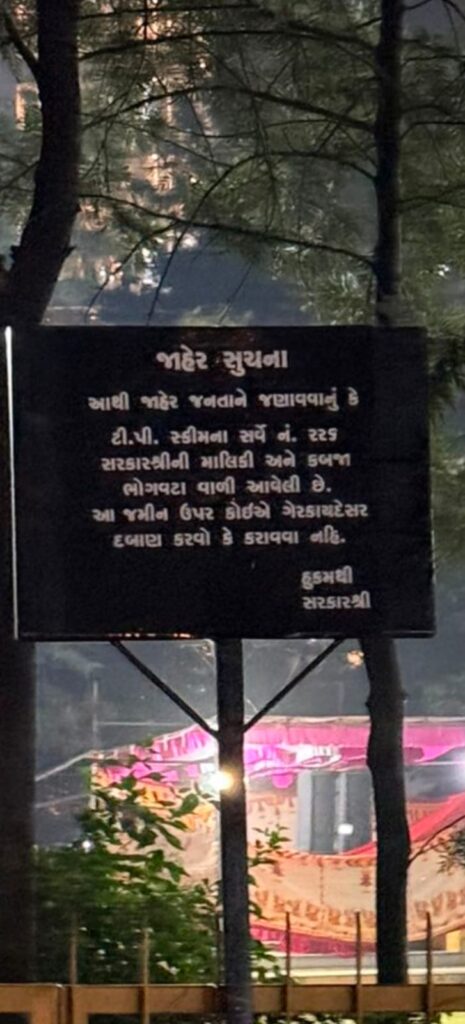 જાહેર સુચના
આથી જાહેર જનતાને જણાવવાનું કે
ટી.પી. સ્કીમના સર્વે નં. ૨૨૬
સરકારશ્રીની માલિકી અને કબજા
ભોગવટા વાળી આવેલી છે.
આ જમીન ઉપર કોઈએ ગેરકાયદેસર
દબાણ કરવો કે કરાવવા નહિ.
હુકમથી
સરકારશ્રી